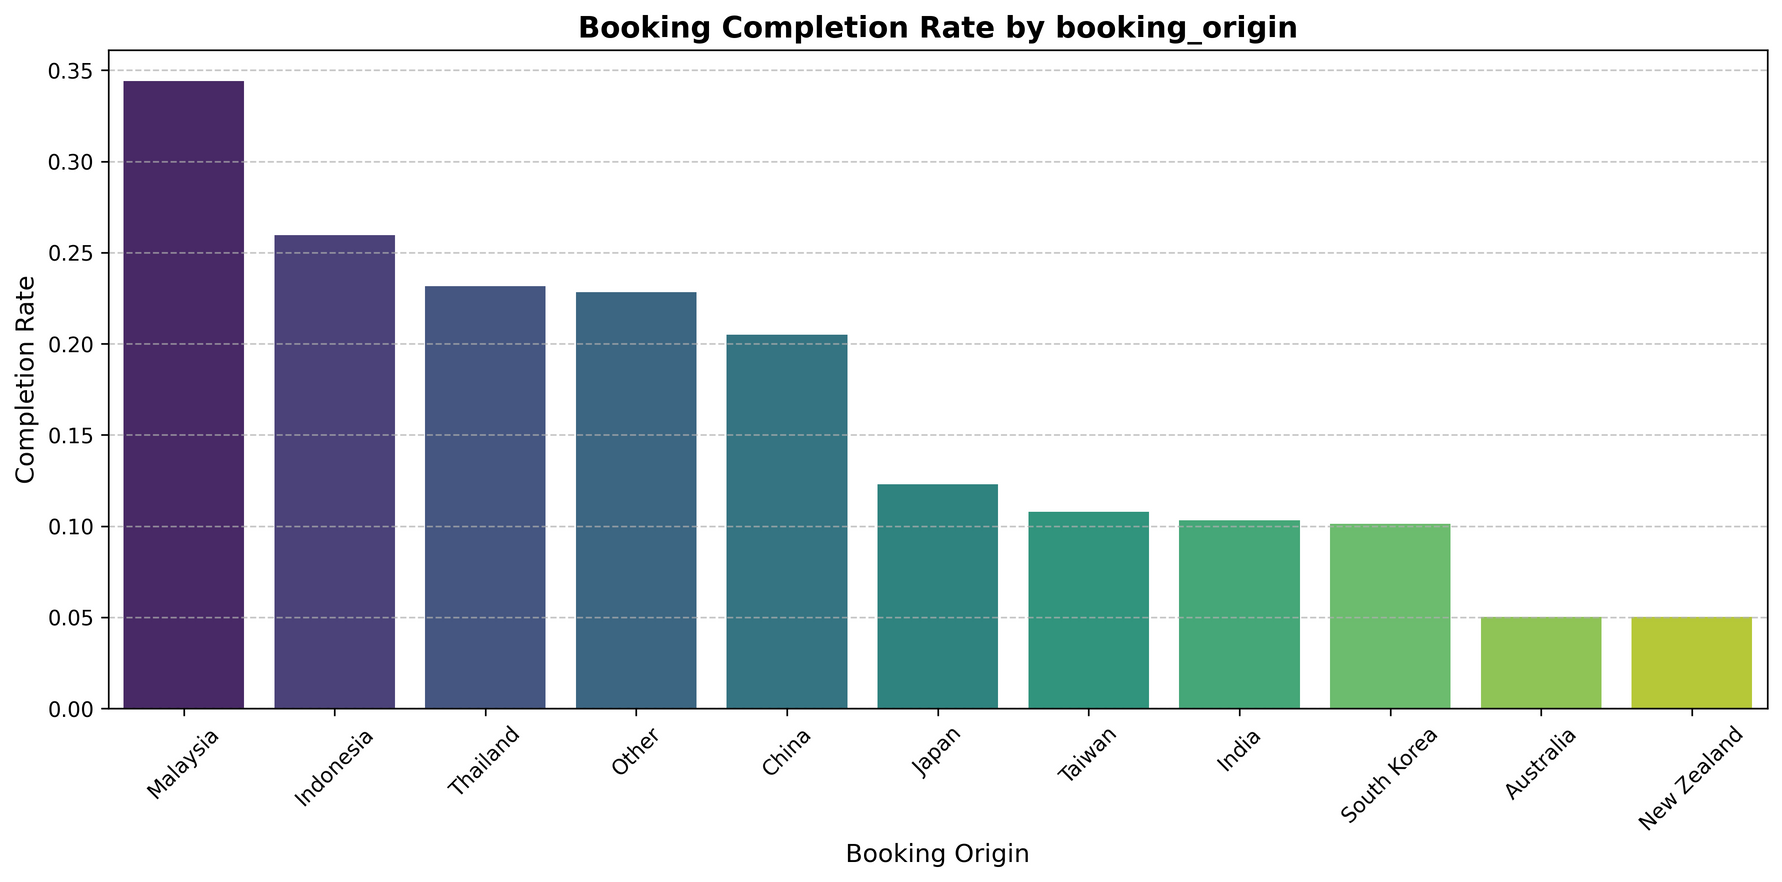 Booking Completion Rate by booking_origin
Completion Rate
0.35
0.30
0.25
0.20
0.15
0.10
0.05
0.00
Malaysia
Indonesia
Thailand
Other
China
Japan
Taiwan
India
South Korea
Australia
New Zealand
Booking Origin